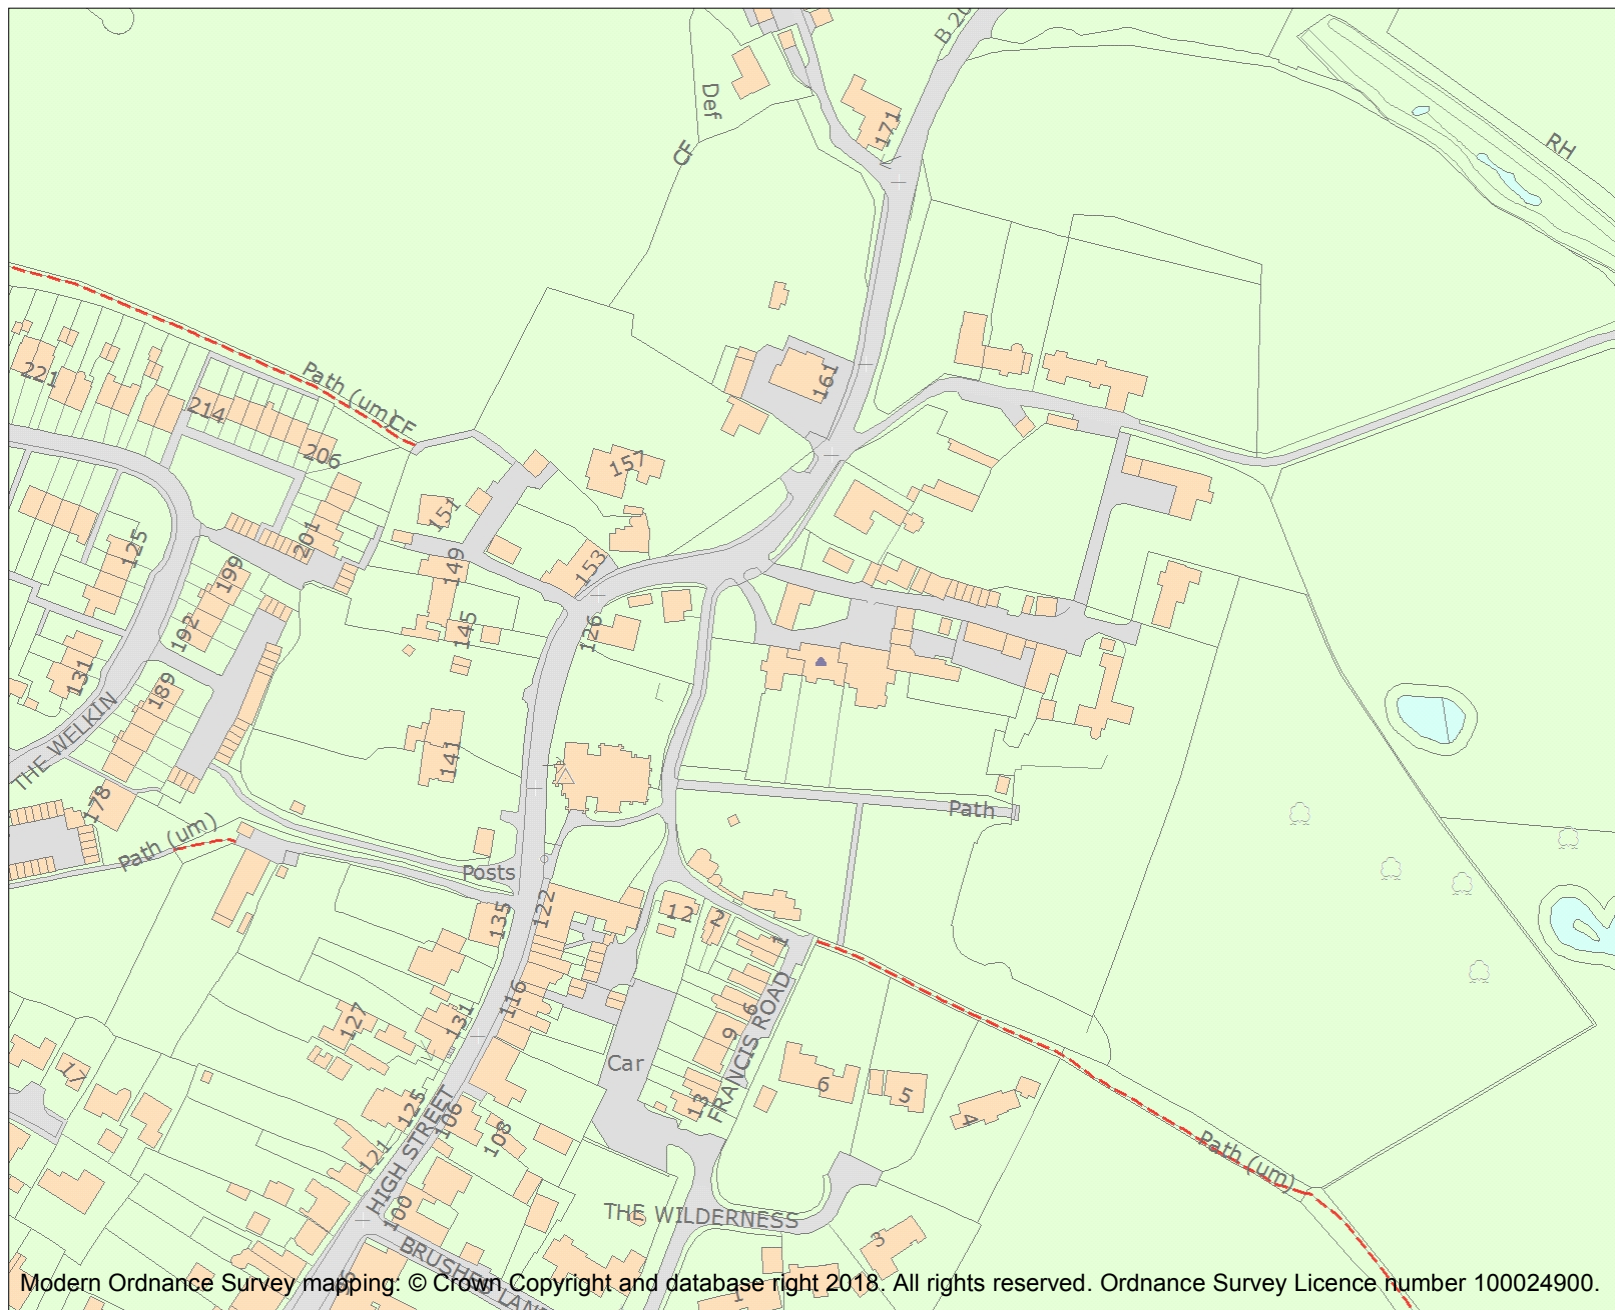 B 20
Def
171
CF
RH
Path (um)
CF
221
214
206
161
157
151
201
125
199
149
153
192
145
126
131
189
141
THE WELKIN
178
Path (um)
Path
Posts
135
122
12
2
1
127
131
116
6
9
FRANCIS ROAD
17
Car
13
6
5
4
125
106
108
121
HIGH STREET
100
Path (um)
THE WILDERNESS
3
BRUSHES LAN
1
Modern Ordnance Survey mapping: © Crown Copyright and database right 2018. All rights reserved. Ordnance Survey Licence number 100024900.